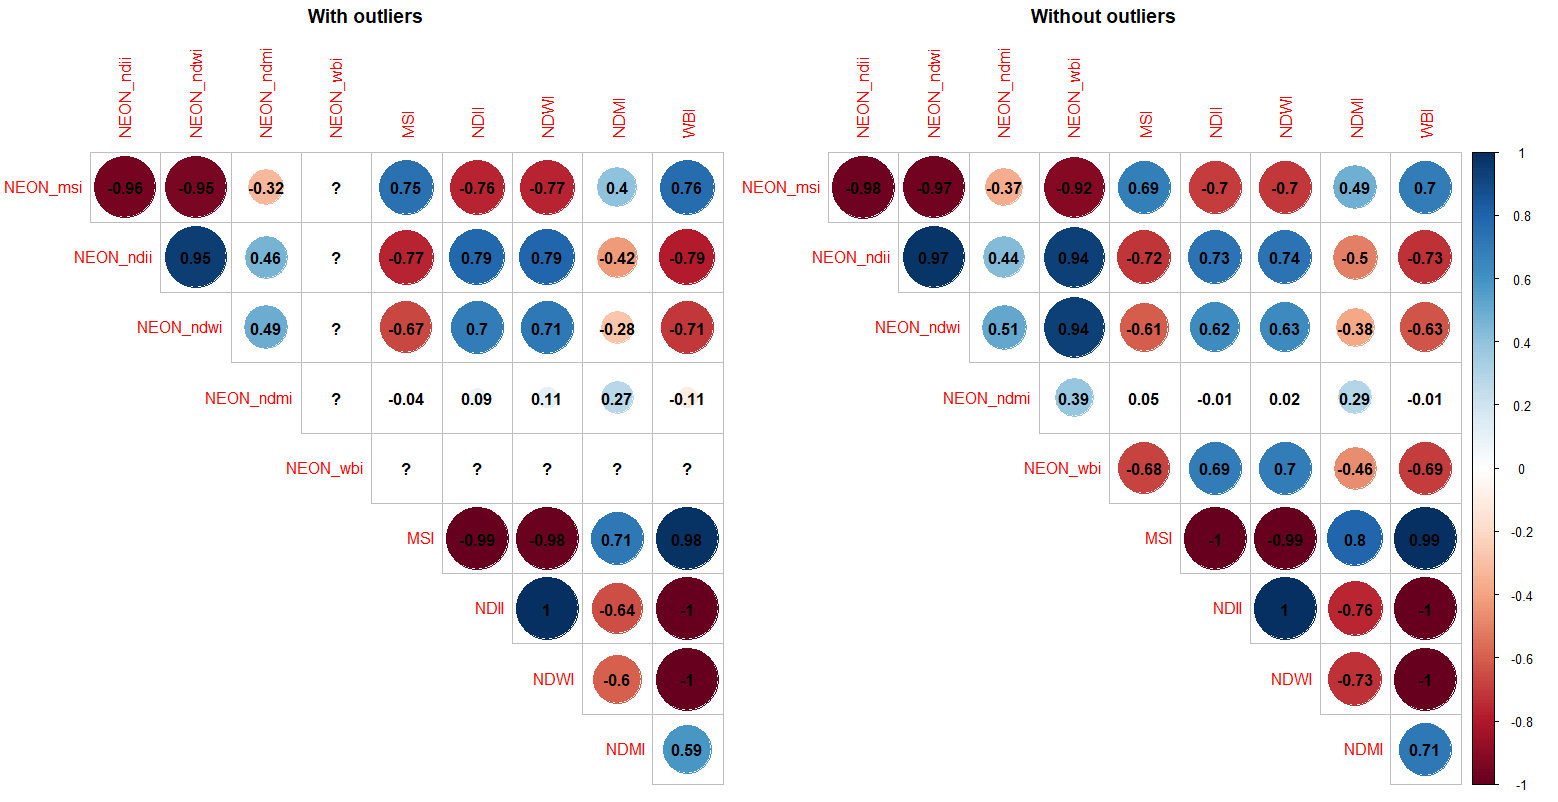 With outliers
NEON_ndii NEON_ndwi NEON_ndmi NEON_wbi MSI NDII NDWI NDMI WBI
NEON_msi -0.96 -0.95 -0.32 ? 0.75 -0.76 -0.77 0.4 0.76
NEON_ndii 0.95 0.46 ? -0.77 0.79 0.79 -0.42 -0.79
NEON_ndwi 0.49 ? -0.67 0.7 0.71 -0.28 -0.71
NEON_ndmi ? -0.04 0.09 0.11 0.27 -0.11
NEON_wbi ? ? ? ? ?
MSI -0.99 -0.98 0.71 0.98
NDII 1 -0.64 -1
NDWI -0.6 -1
NDMI 0.59
Without outliers
NEON_ndii NEON_ndwi NEON_ndmi NEON_wbi MSI NDII NDWI NDMI WBI
NEON_msi -0.98 -0.97 -0.37 -0.92 0.69 -0.7 -0.7 0.49 0.7
NEON_ndii 0.97 0.44 0.94 -0.72 0.73 0.74 -0.5 -0.73
NEON_ndwi 0.51 0.94 -0.61 0.62 0.63 -0.38 -0.63
NEON_ndmi 0.39 0.05 -0.01 0.02 0.29 -0.01
NEON_wbi -0.68 0.69 0.7 -0.46 -0.69
MSI -1 -0.99 0.8 0.99
NDII 1 -0.76 -1
NDWI -0.73 -1
NDMI 0.71
1
0.8
0.6
0.4
0.2
0
-0.2
-0.4
-0.6
-0.8
-1